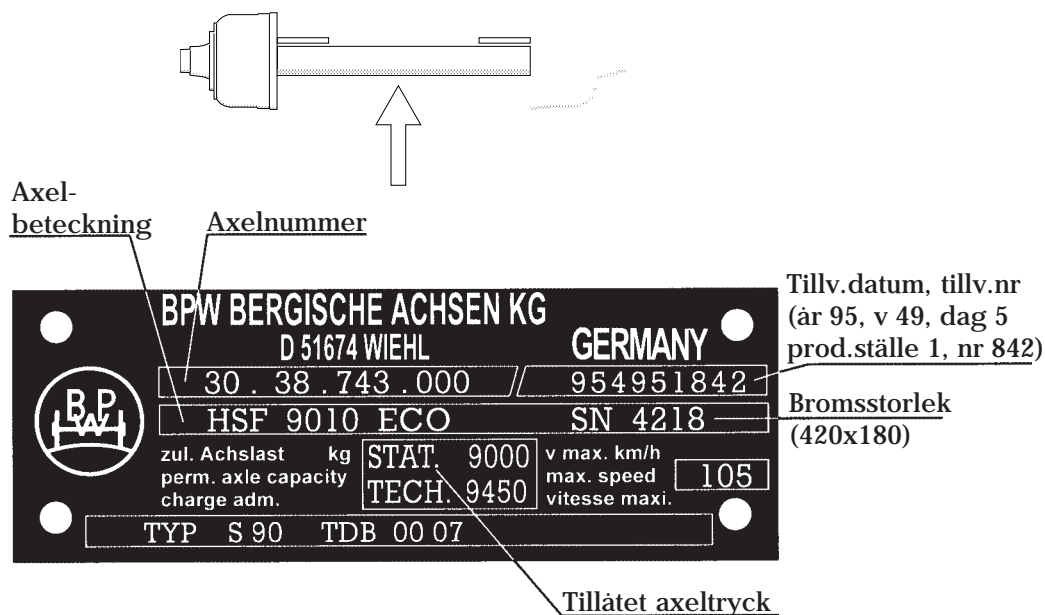 Axel-
beteckning
Axelnummer
BPW BERGISCHE ACHSEN KG
D 51674 WIEHL
GERMANY
30 . 38 . 743 . 000 / 954951842
HSF 9010 ECO SN 4218
BPW
zul. Achslast kg
perm. axle capacity
charge adm.
STAT. 9000
TECH. 9450
v max. km/h
max. speed
vitesse maxi.
105
TYP S 90 TDB 00 07
Tillv.datum, tillv.nr
(år 95, v 49, dag 5
prod.ställe 1, nr 842)
Bromsstorlek
(420x180)
Tillåtet axeltryck